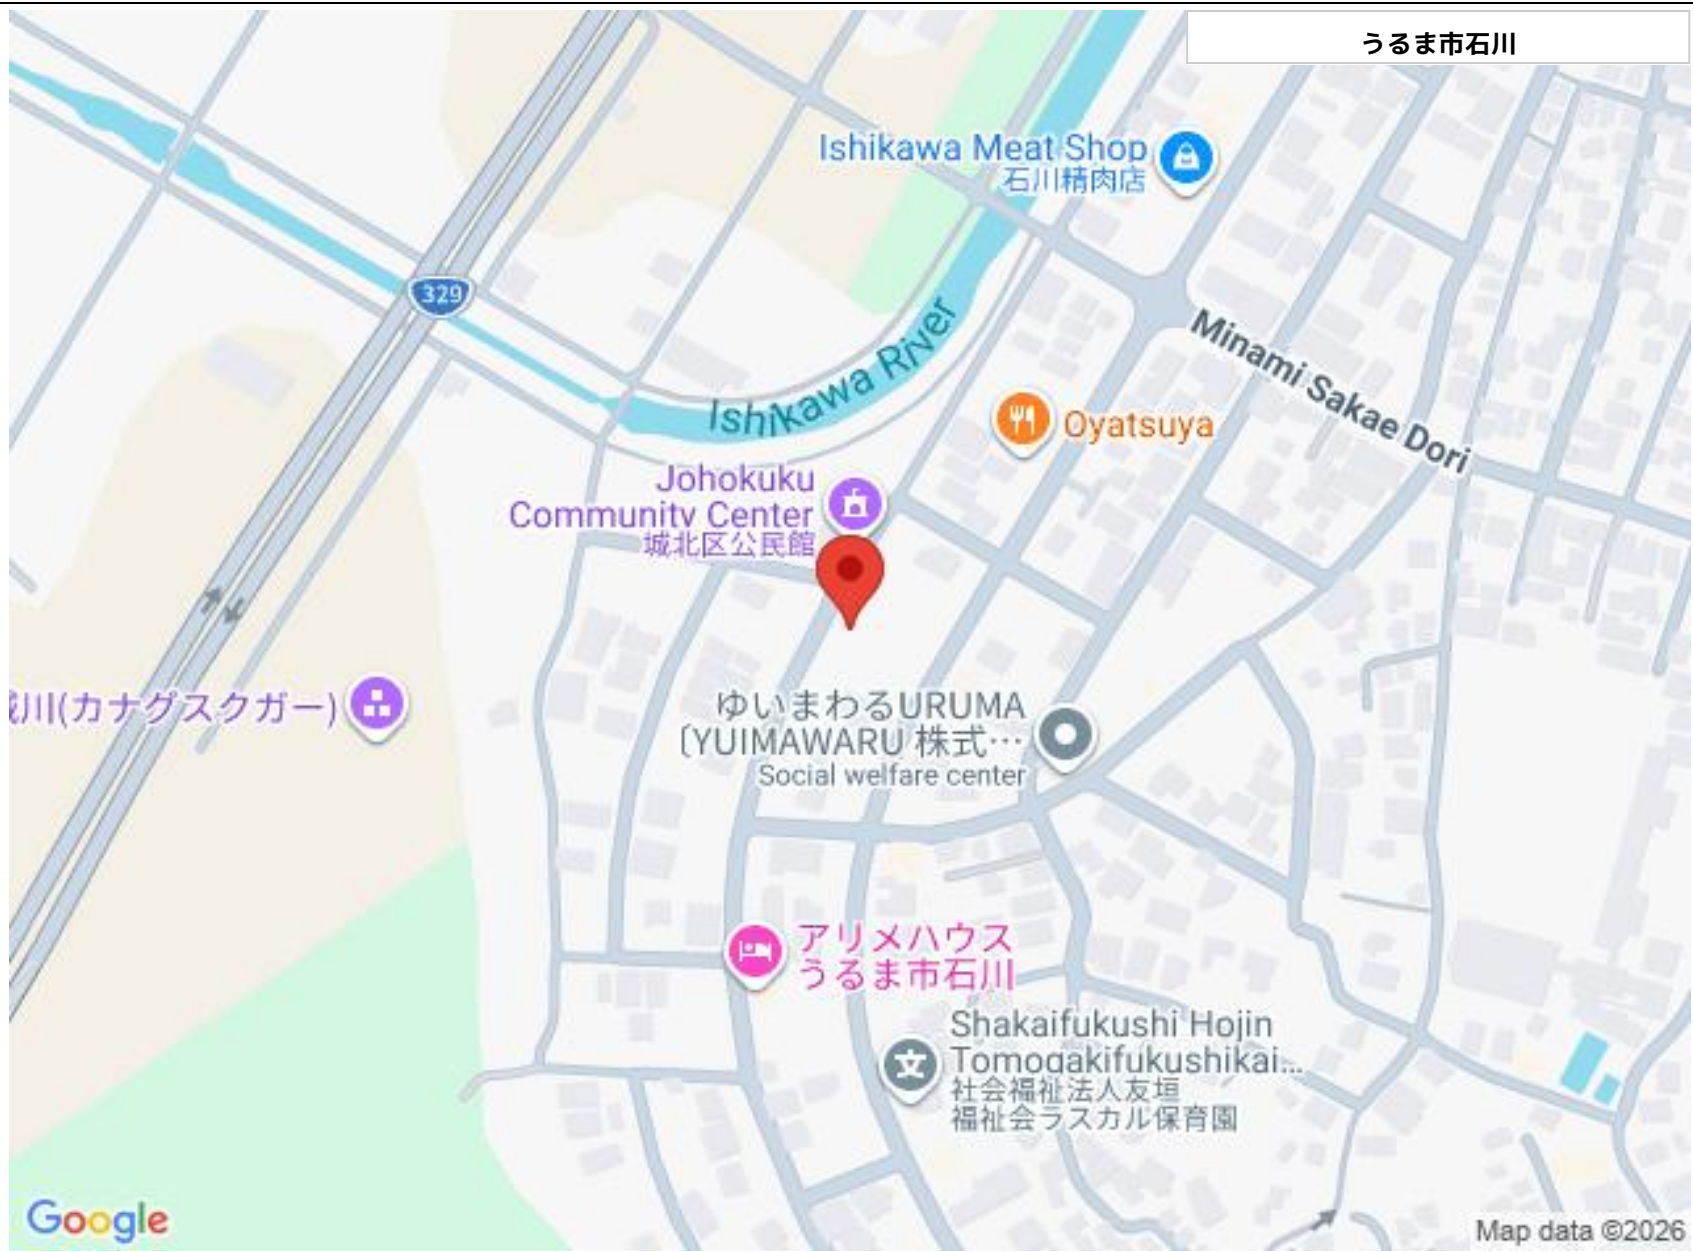 うるま市石川
Ishikawa Meat Shop
石川精肉店
329
Minami Sakae Dori
Ishikawa River
Oyatsuya
Johokuku
Community Center
城北区公民館
川(カナグスクガー)
ゆいまわるURUMA
(YUIMAWARU 株式…
Social welfare center
アリメハウス
うるま市石川
Shakaifukushi Hojin
Tomogakifukushikai...
社会福祉法人友垣
福祉会ラスカル保育園
文
Google
Map data ©2026